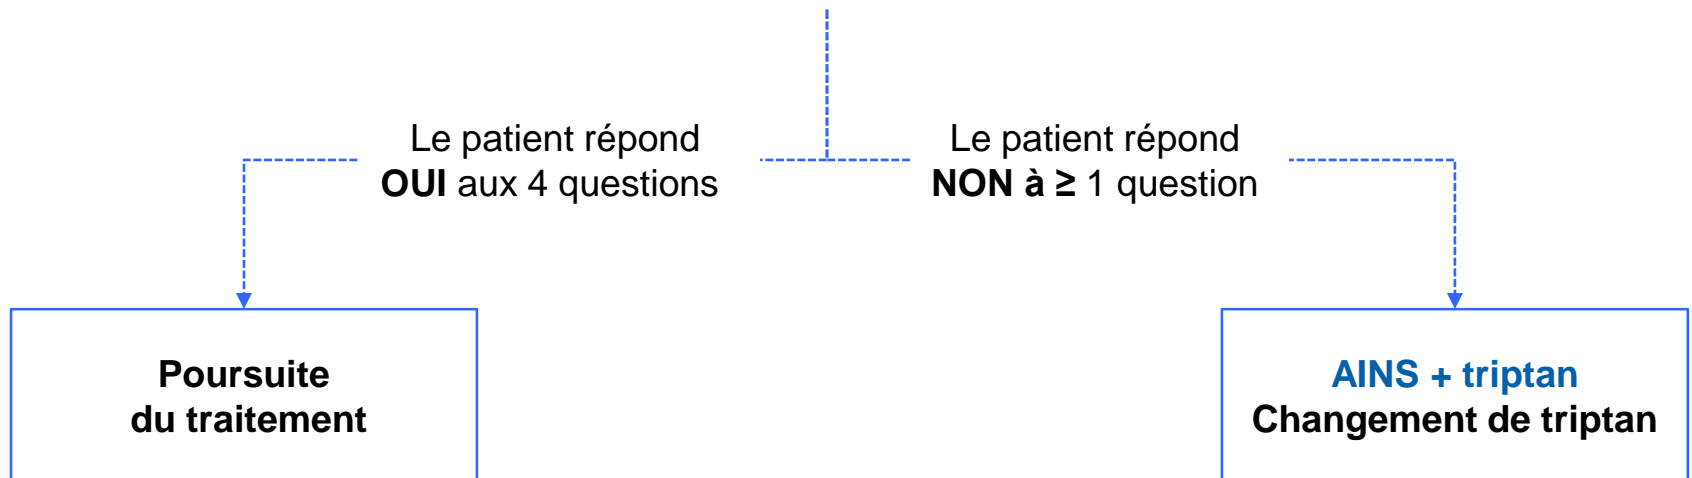 Le patient répond
OUI aux 4 questions
Le patient répond
NON à ≥ 1 question
Poursuite
du traitement
AINS + triptan
Changement de triptan